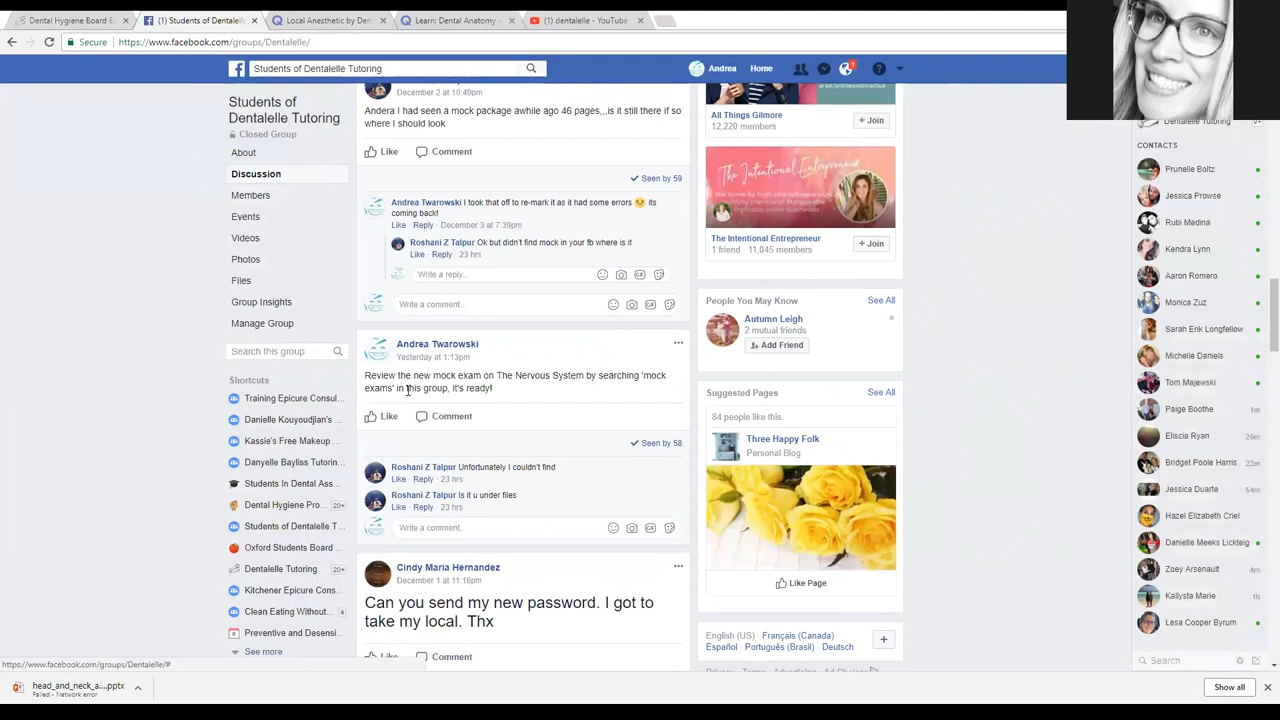 Dental Hygiene Board E
(1) Students of Dentalelle
Local Anesthetic by Den
Learn: Dental Anatomy -
(1) dentalelle - YouTube
Secure
https://www.facebook.com/groups/Dentalelle/
Students of Dentalelle Tutoring
Andrea
Home
Students of
Dentalelle Tutoring
Closed Group
About
Discussion
Members
Events
Videos
Photos
Files
Group Insights
Manage Group
Search this group
Shortcuts
Training Epicure Consul...
Danielle Kouyoudjian's ...
Kassie's Free Makeup ...
Danyelle Bayliss Tutorin...
Students In Dental Ass...
Dental Hygiene Pro... 20+
Students of Dentalelle T...
Oxford Students Board ...
Dentalelle Tutoring 20+
Kitchener Epicure Cons...
Clean Eating Without... 4
Preventive and Desensi...
See more
https://www.facebook.com/groups/Dentalelle/#
December 2 at 10:49pm
Andera I had seen a mock package awhile ago 46 pages,,,is it still there if so
where I should look
Like Comment
Seen by 59
Andrea Twarowski I took that off to re-mark it as it had some errors its
coming back!
Like · Reply · December 3 at 7:39pm
Roshani Z Talpur Ok but didn't find mock in your fb where is it
Like · Reply · 23 hrs
Write a reply...
Write a comment...
Andrea Twarowski
Yesterday at 1:13pm
Review the new mock exam on The Nervous System by searching 'mock
exams' in this group, it's ready!
Like Comment
Seen by 58
Roshani Z Talpur Unfortunately I couldn't find
Like · Reply · 23 hrs
Roshani Z Talpur Is it u under files
Like · Reply · 23 hrs
Write a comment...
Cindy Maria Hernandez
December 1 at 11:16pm
Can you send my new password. I got to
take my local. Thx
Like Comment
All Things Gilmore
12,220 members
+ Join
The Intentional Entrepreneur
The Intentional Entrepreneur
1 friend · 11,045 members
+ Join
People You May Know
See All
Autumn Leigh
2 mutual friends
Add Friend
Suggested Pages
See All
84 people like this.
Three Happy Folk
Personal Blog
Like Page
English (US) · Français (Canada) ·
Español · Português (Brasil) · Deutsch
Privacy · Terms · Advertising · Ad Choices
Dentalelle Tutoring
CONTACTS
Prunelle Boltz
Jessica Prowse
Rubi Medina
Kendra Lynn
Aaron Romero
Monica Zuz
Sarah Erik Longfellow
Michelle Daniels
Tom Majewski
Paige Boothe 1m
Eliscia Ryan 26m
Bridget Poole Harris 22m
Jessica Duarte 54m
Hazel Elizabeth Criel
Danielle Meeks Lickteig
Zoey Arsenault 4m
Kallysta Marie 1h
Lesa Cooper Byrum
Search
head_and_neck_a....pptx
Failed - Network error
Show all